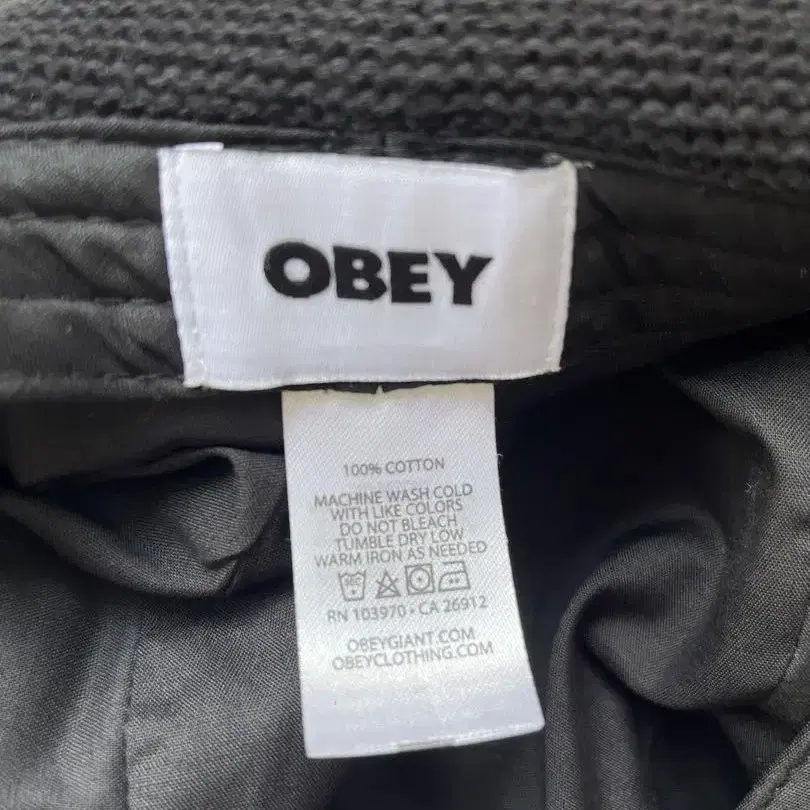 OBEY
100% COTTON
MACHINE WASH COLD
WITH LIKE COLORS
DO NOT BLEACH
TUMBLE DRY LOW
WARM IRON AS NEEDED
RN 103970 • CA 26912
OBEYGIANT.COM
OBEYCLOTHING.COM